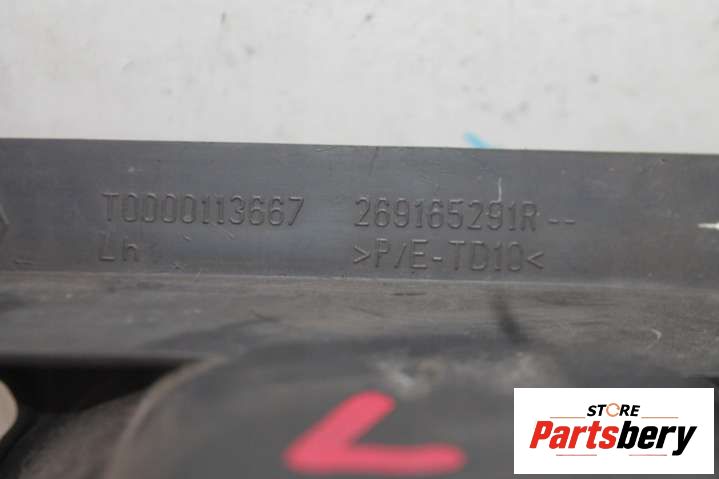 T0000113667 269165291R--
Lh >P/E-TD10<
L
STORE
Partsbery